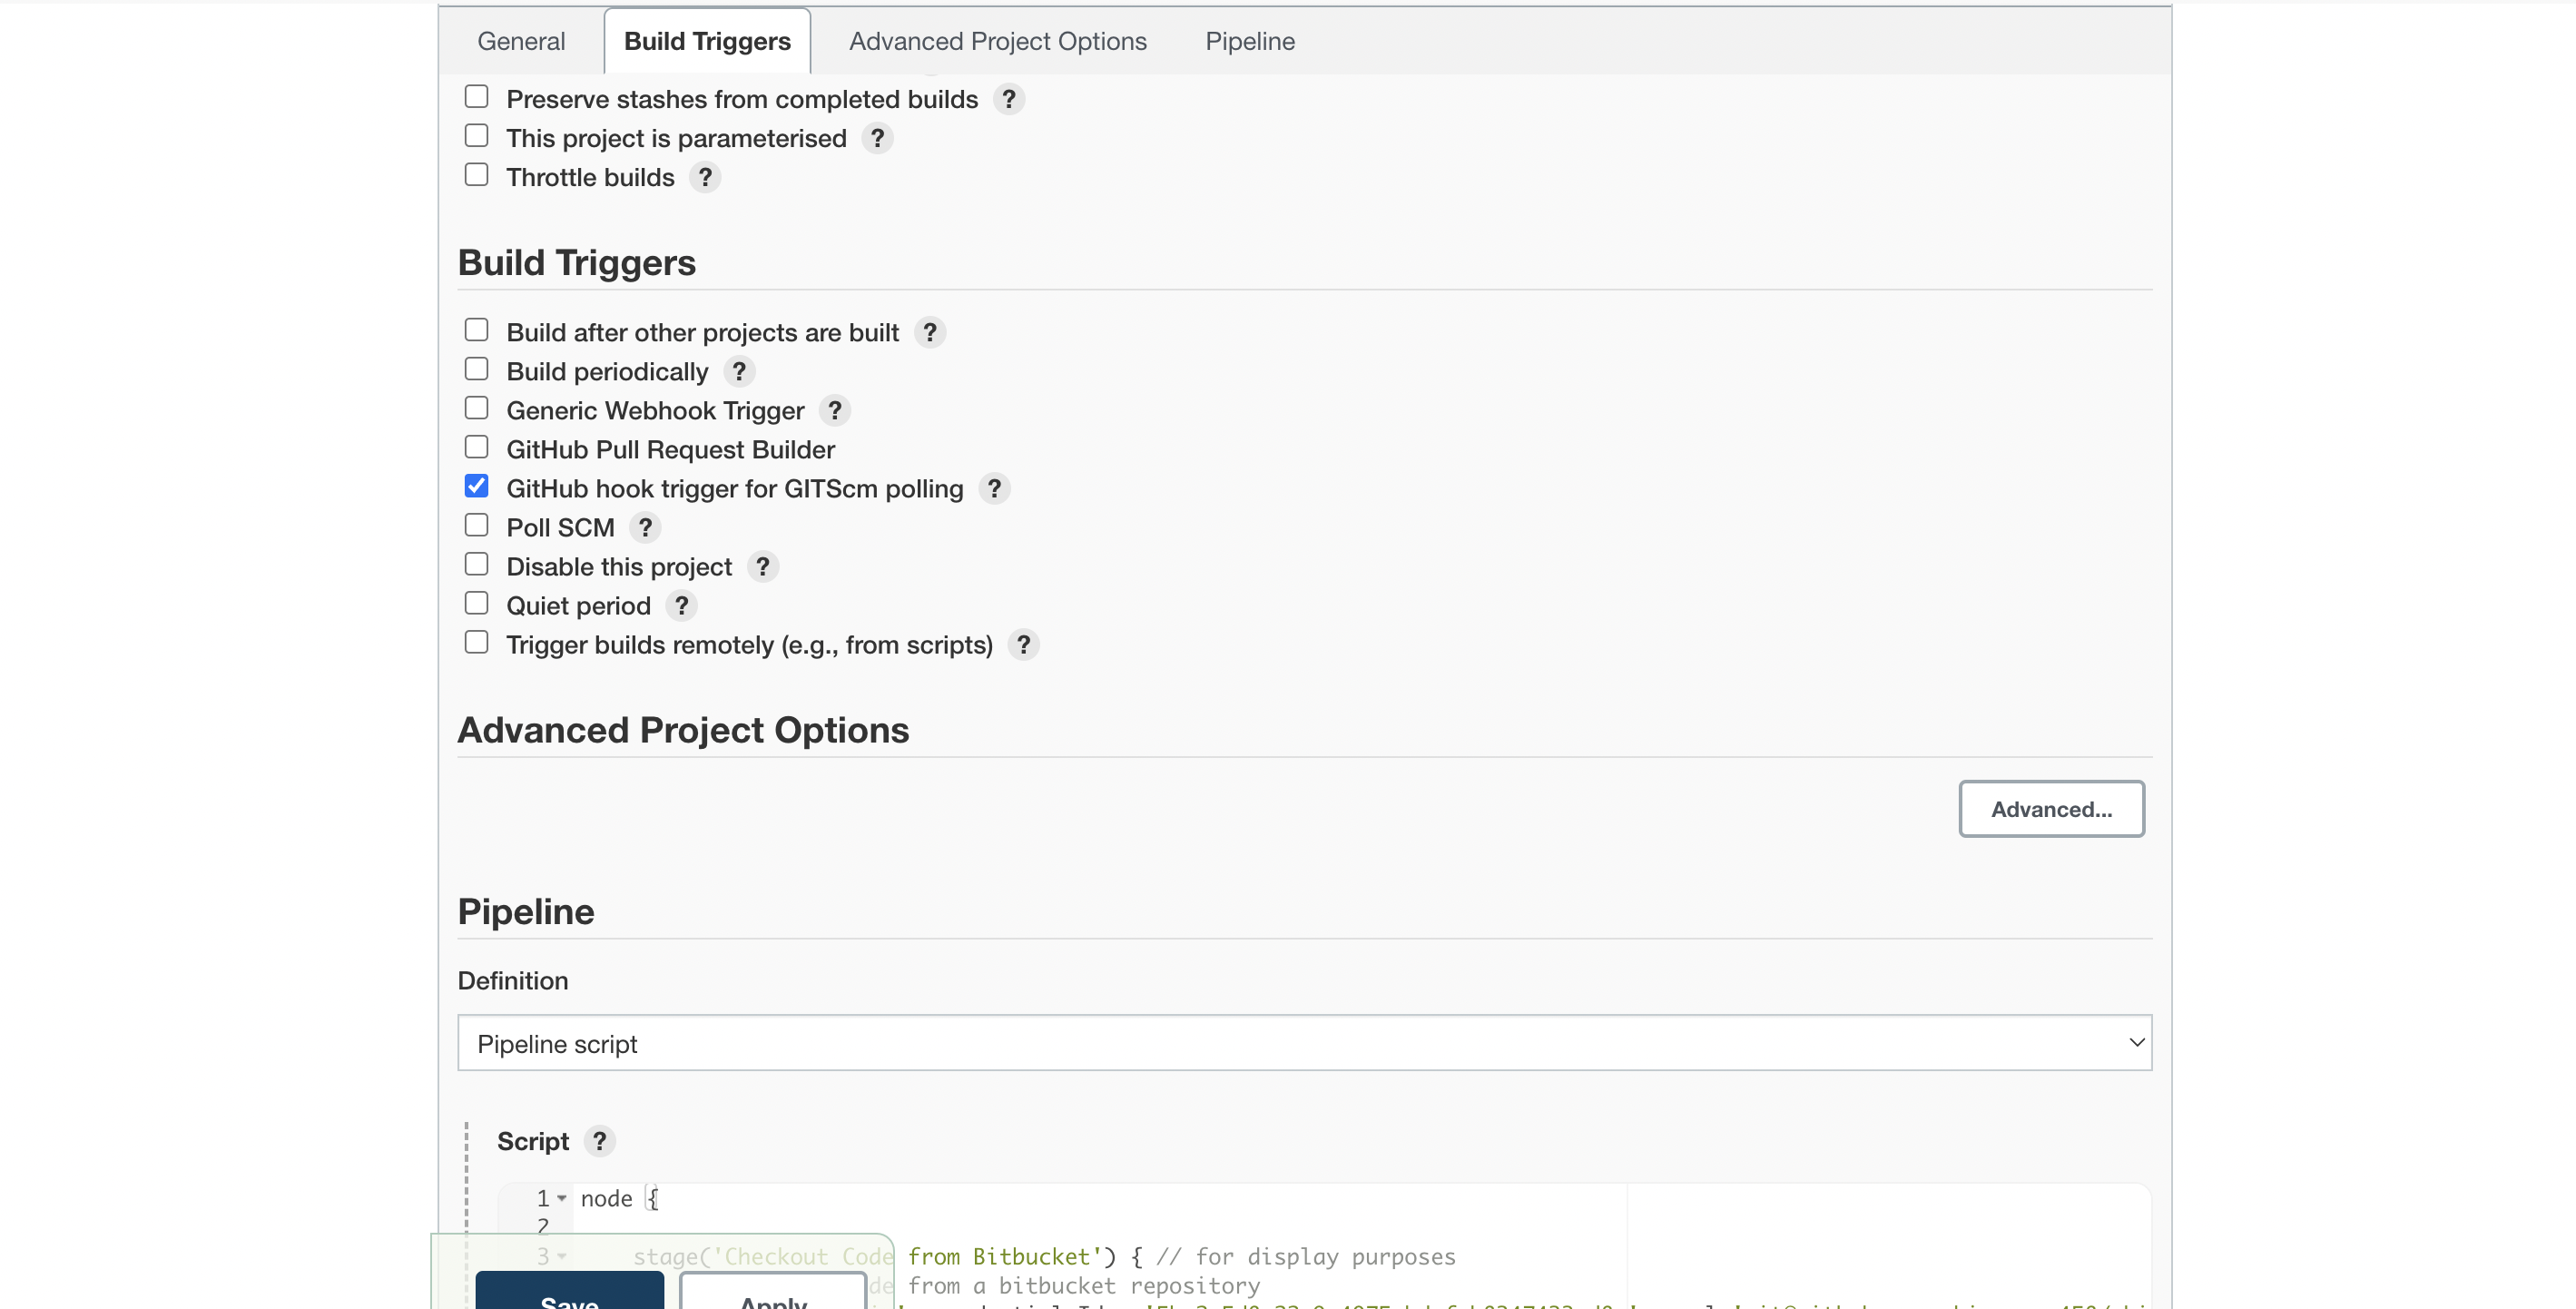 General Build Triggers Advanced Project Options Pipeline
Preserve stashes from completed builds ?
This project is parameterised ?
Throttle builds ?
Build Triggers
Build after other projects are built ?
Build periodically ?
Generic Webhook Trigger ?
GitHub Pull Request Builder
GitHub hook trigger for GITScm polling ?
Poll SCM ?
Disable this project ?
Quiet period ?
Trigger builds remotely (e.g., from scripts) ?
Advanced Project Options
Advanced...
Pipeline
Definition
Pipeline script
Script ?
1 node {
2
3 stage('Checkout Code from Bitbucket') { // for display purposes
de from a bitbucket repository
Save Apply